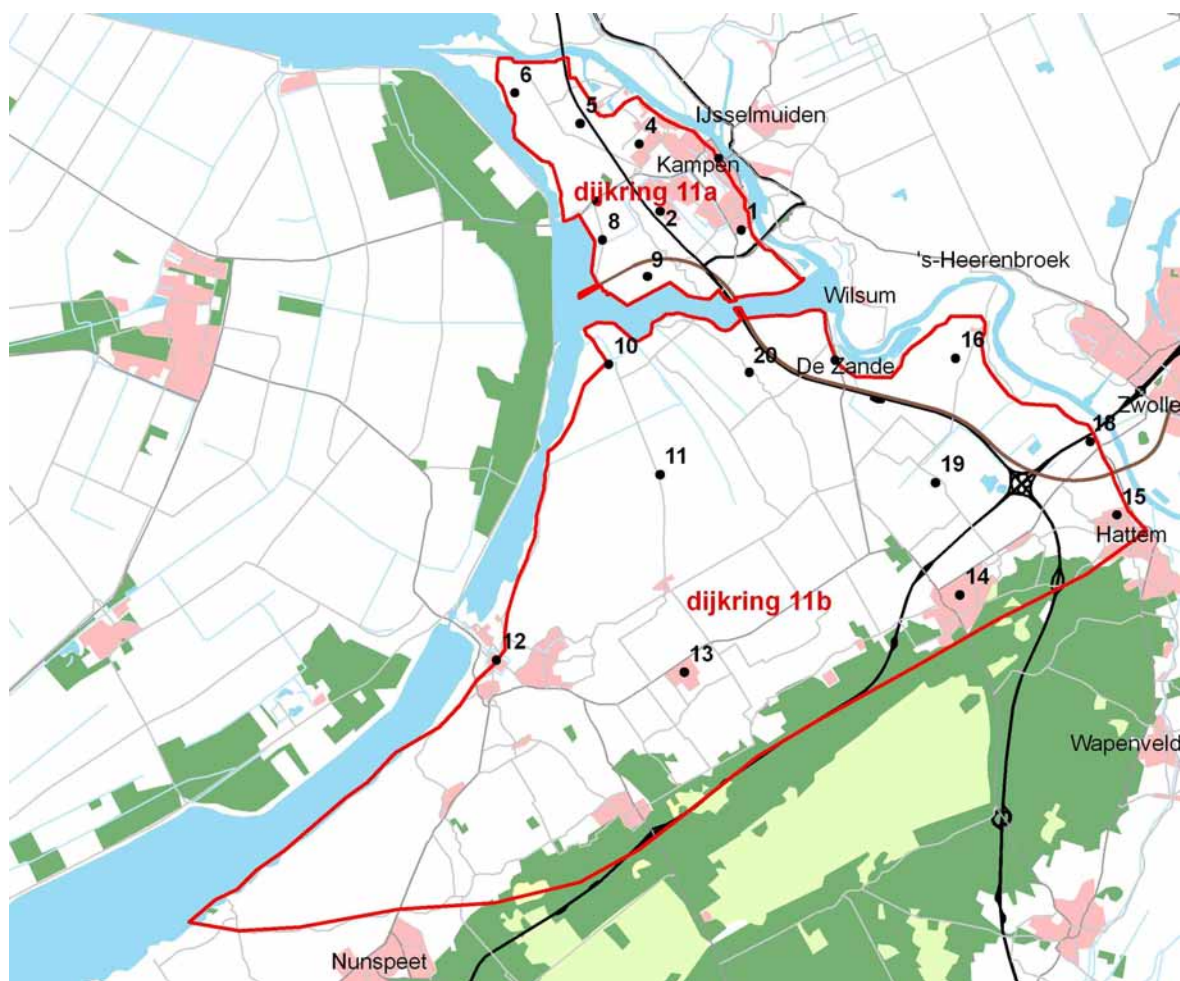 6
5
4
IJsselmuiden
Kampen
dijkring 11a
2
1
8
9
's-Heerenbroek
Wilsum
10
20
De Zande
16
Zwolle
18
11
19
15
Hattem
14
dijkring 11b
12
13
Wapenveld
Nunspeet